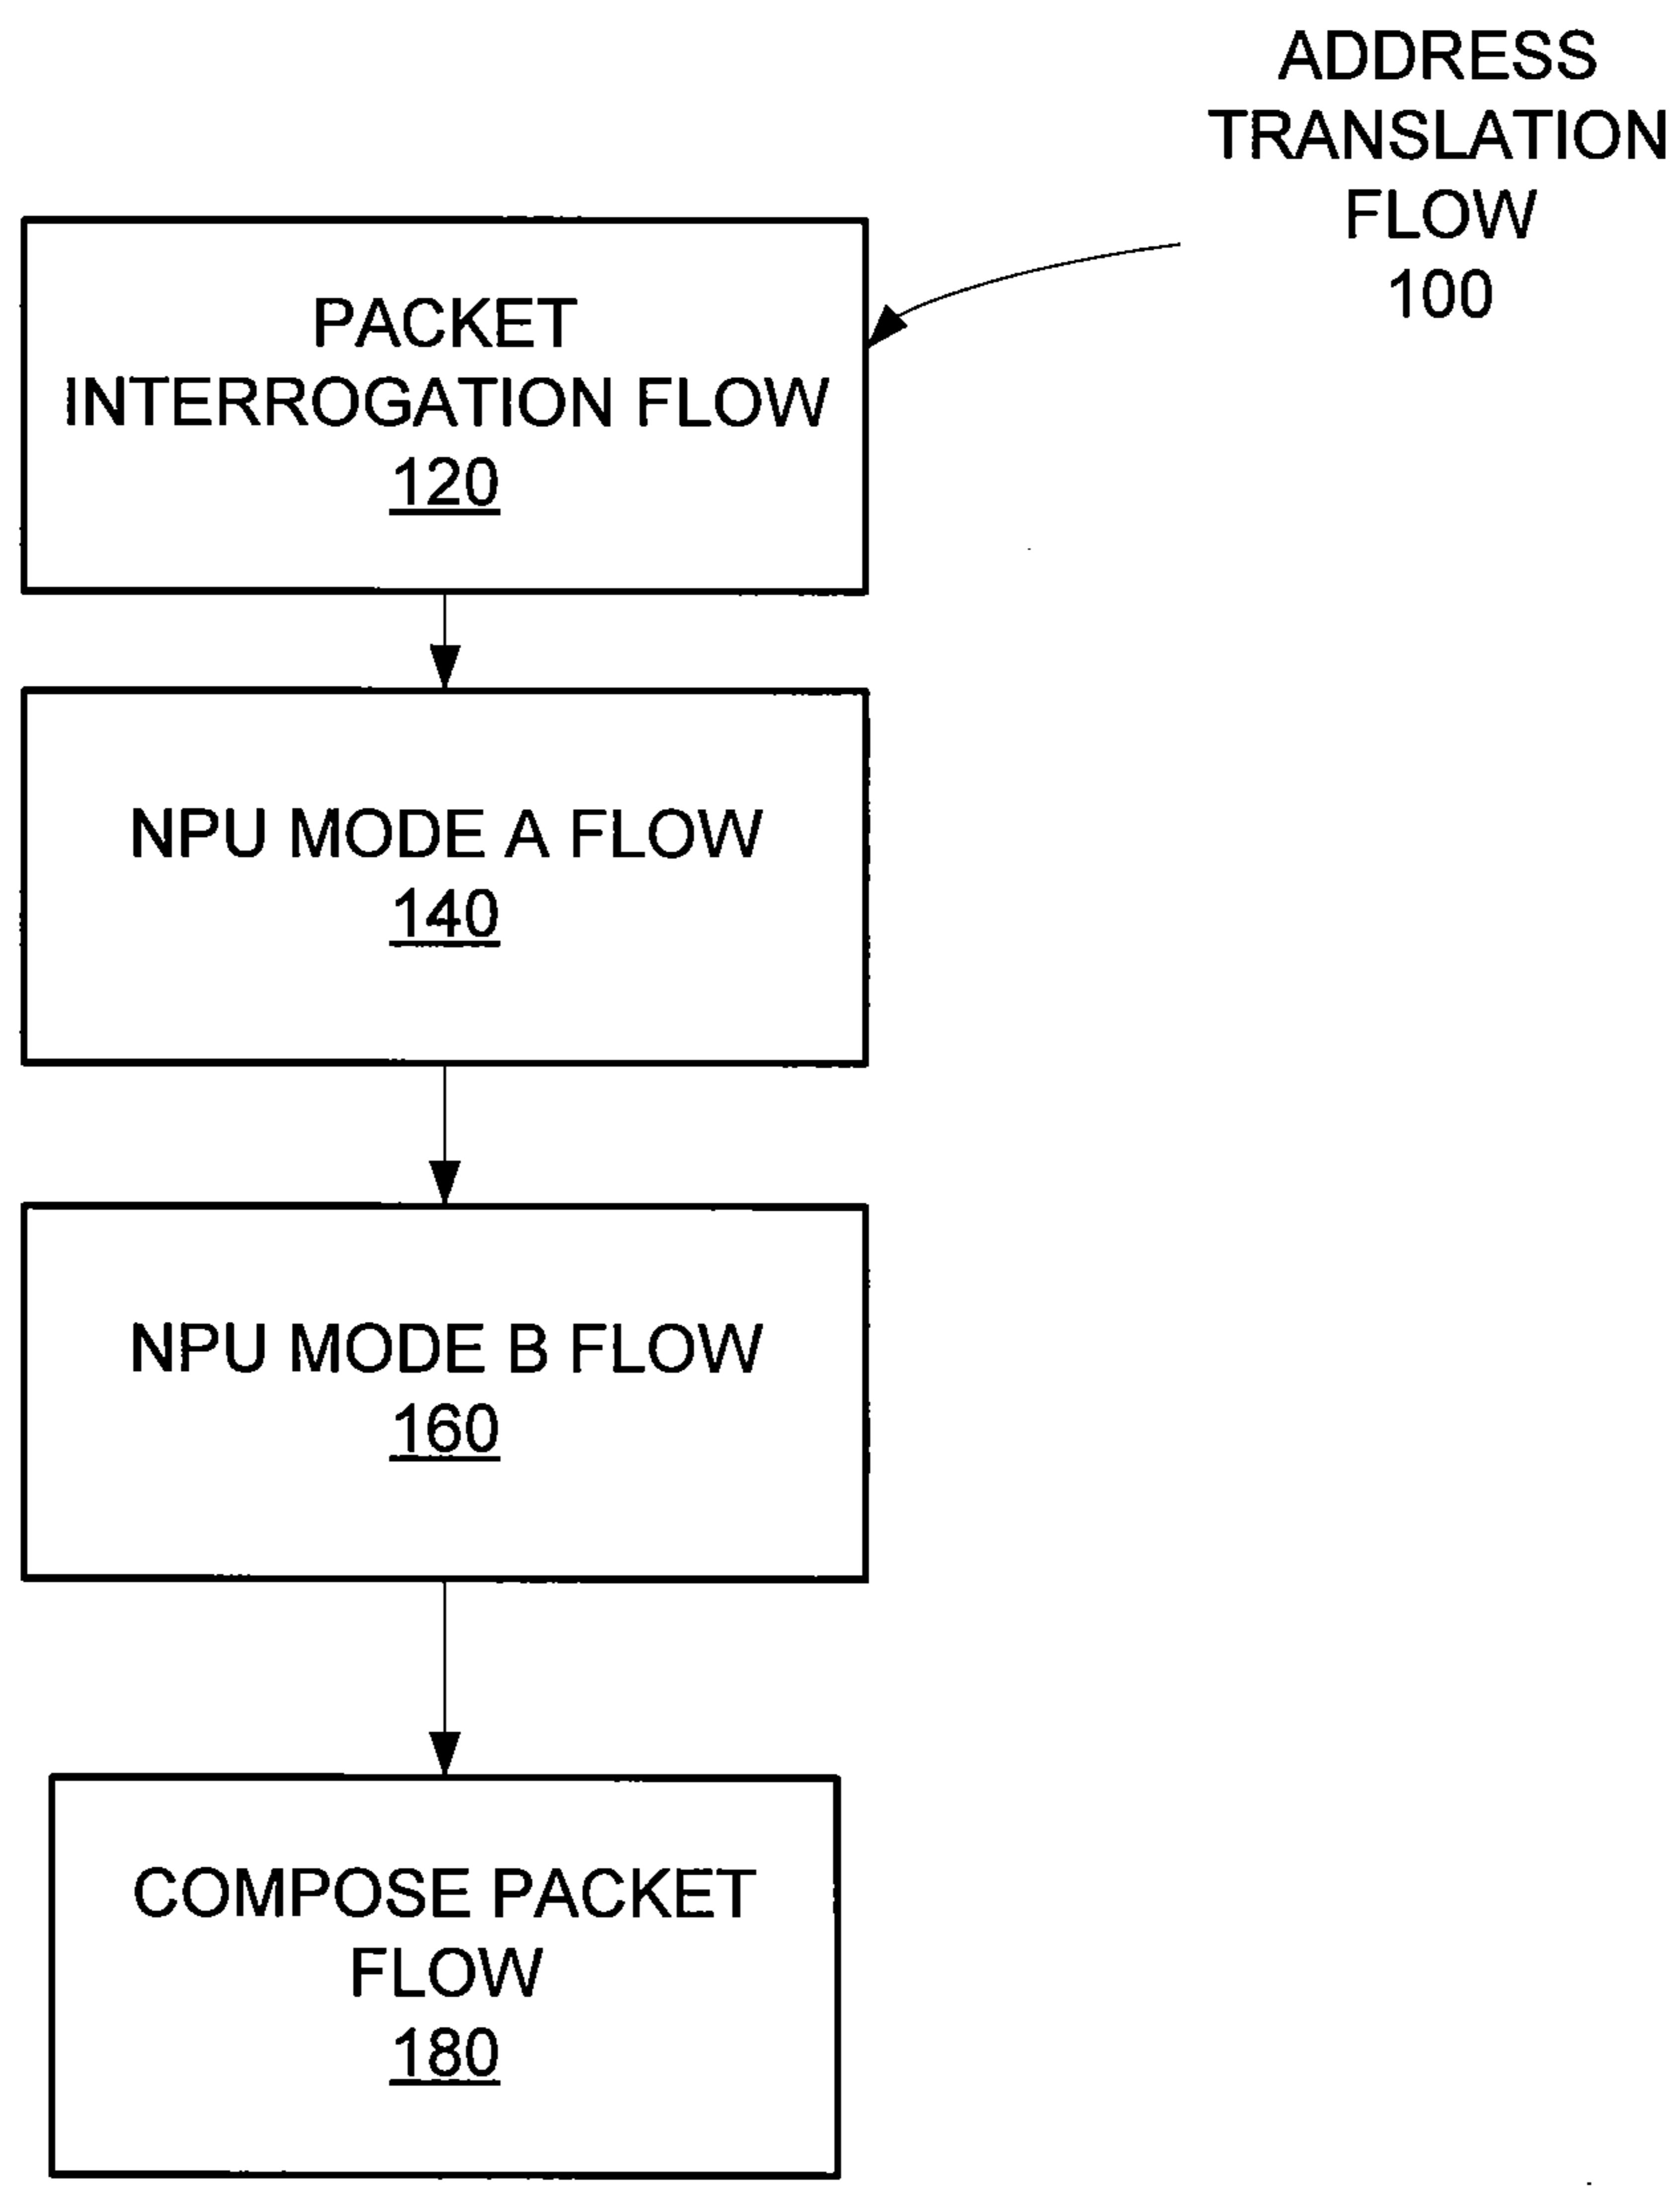 ADDRESS
TRANSLATION
FLOW
100
PACKET
INTERROGATION FLOW
120
NPU MODE A FLOW
140
NPU MODE B FLOW
160
COMPOSE PACKET
FLOW
180